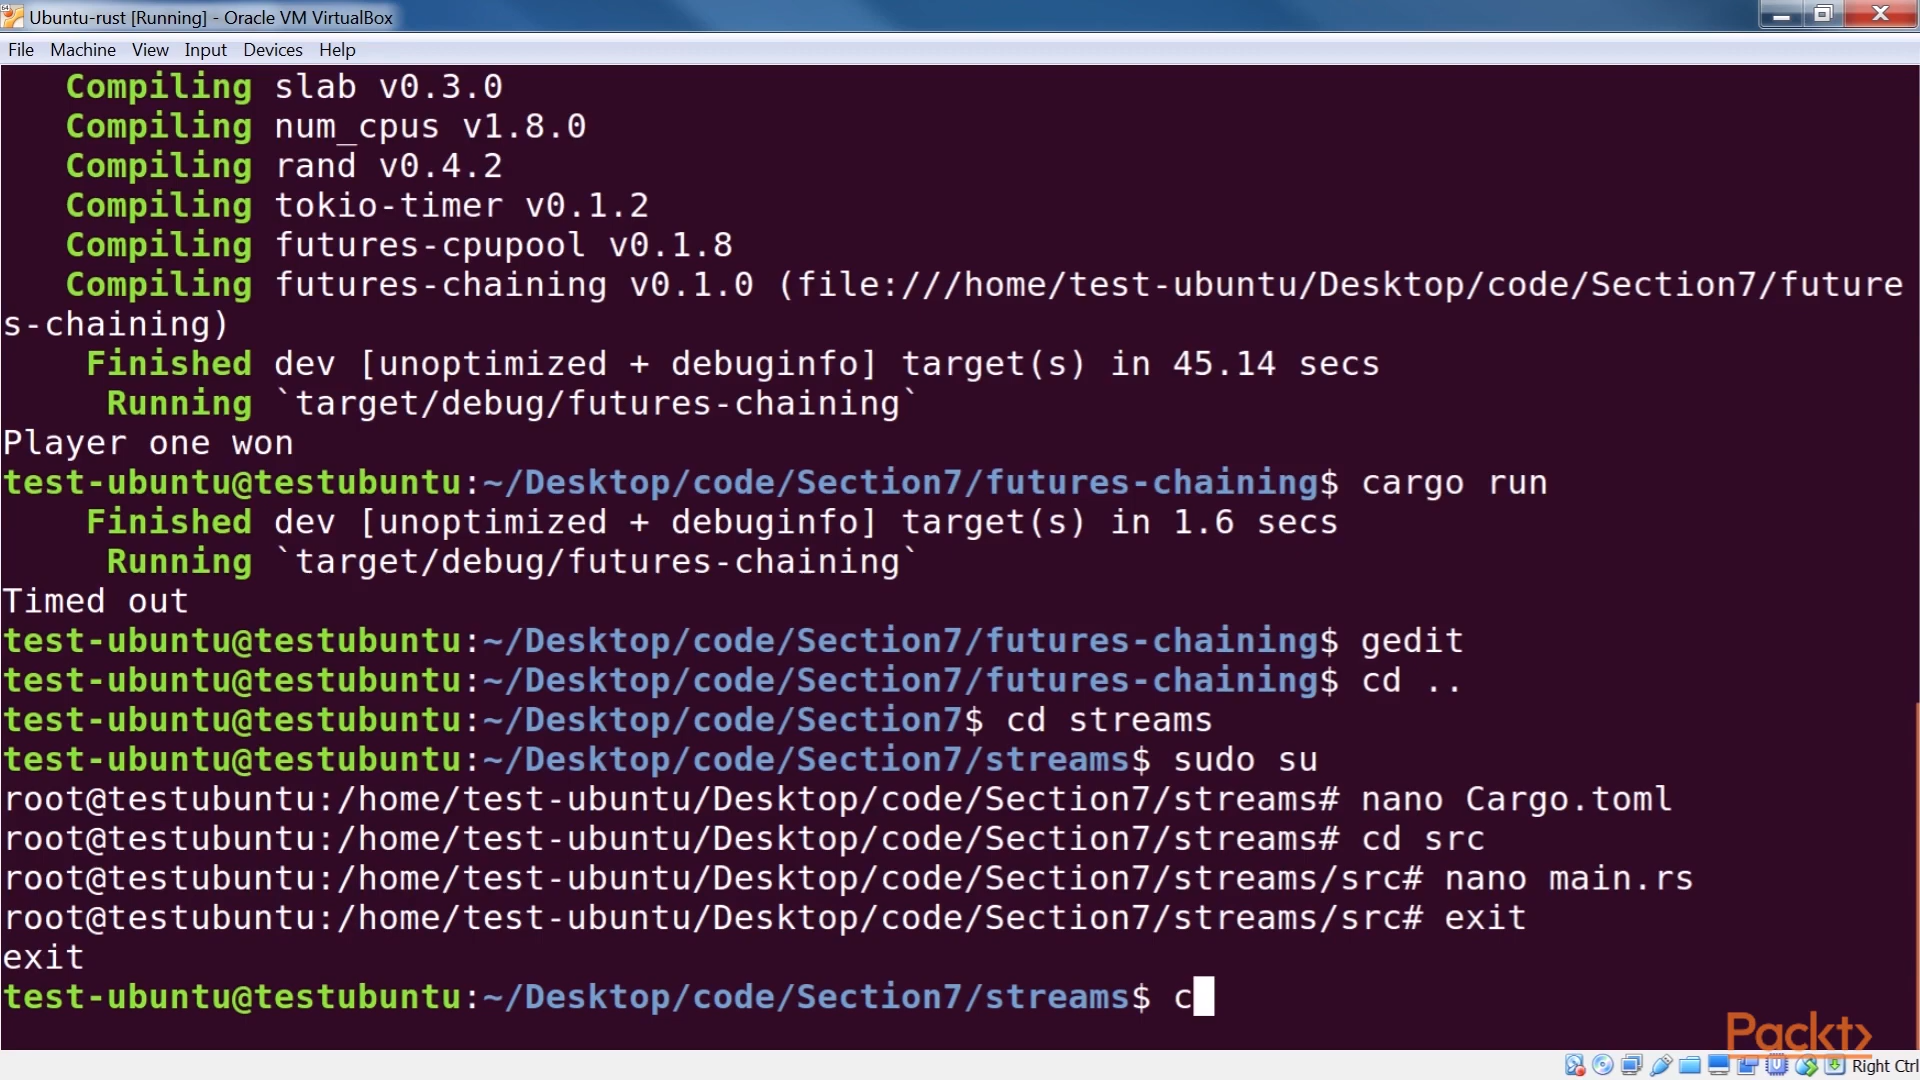 Ubuntu-rust [Running] - Oracle VM VirtualBox
File Machine View Input Devices Help
Compiling slab v0.3.0
Compiling num_cpus v1.8.0
Compiling rand v0.4.2
Compiling tokio-timer v0.1.2
Compiling futures-cpupool v0.1.8
Compiling futures-chaining v0.1.0 (file:///home/test-ubuntu/Desktop/code/Section7/future
s-chaining)
Finished dev [unoptimized + debuginfo] target(s) in 45.14 secs
Running `target/debug/futures-chaining`
Player one won
test-ubuntu@testubuntu:~/Desktop/code/Section7/futures-chaining$ cargo run
Finished dev [unoptimized + debuginfo] target(s) in 1.6 secs
Running `target/debug/futures-chaining`
Timed out
test-ubuntu@testubuntu:~/Desktop/code/Section7/futures-chaining$ gedit
test-ubuntu@testubuntu:~/Desktop/code/Section7/futures-chaining$ cd ..
test-ubuntu@testubuntu:~/Desktop/code/Section7$ cd streams
test-ubuntu@testubuntu:~/Desktop/code/Section7/streams$ sudo su
root@testubuntu:/home/test-ubuntu/Desktop/code/Section7/streams# nano Cargo.toml
root@testubuntu:/home/test-ubuntu/Desktop/code/Section7/streams# cd src
root@testubuntu:/home/test-ubuntu/Desktop/code/Section7/streams/src# nano main.rs
root@testubuntu:/home/test-ubuntu/Desktop/code/Section7/streams/src# exit
exit
test-ubuntu@testubuntu:~/Desktop/code/Section7/streams$ c
Packt>
Right Ctrl